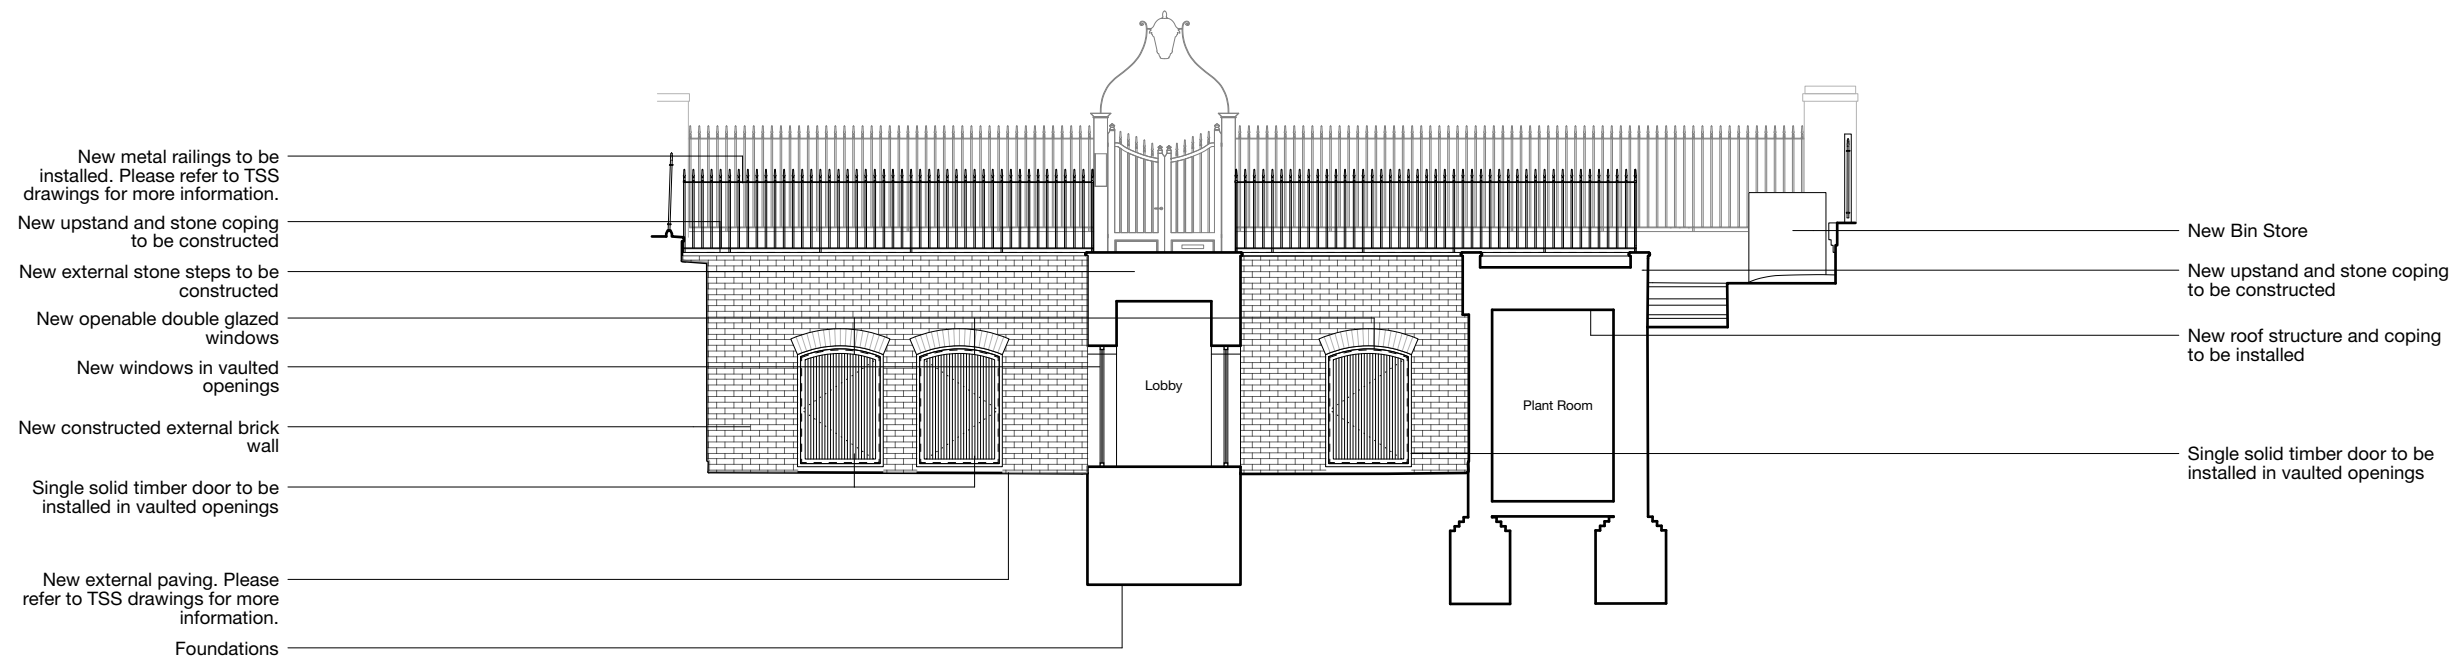 New metal railings to be
installed. Please refer to TSS
drawings for more information.
New upstand and stone coping
to be constructed
New external stone steps to be
constructed
New openable double glazed
windows
New windows in vaulted
openings
New constructed external brick
wall
Single solid timber door to be
installed in vaulted openings
New external paving. Please
refer to TSS drawings for more
information.
Foundations
Lobby
Plant Room
New Bin Store
New upstand and stone coping
to be constructed
New roof structure and coping
to be installed
Single solid timber door to be
installed in vaulted openings